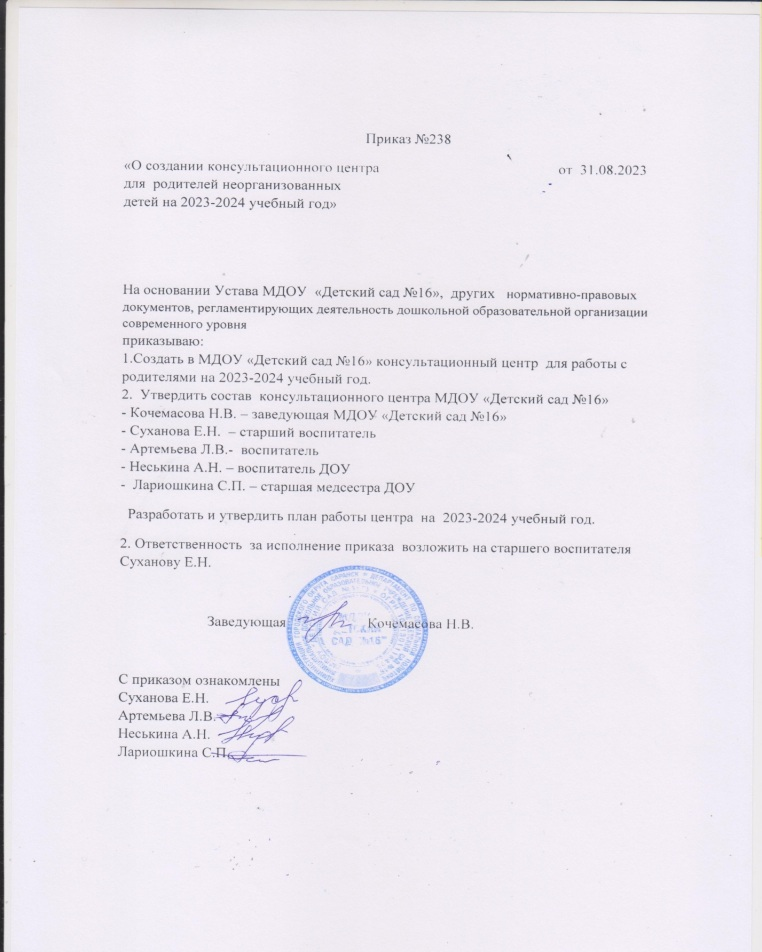 Приказ №238
«О создании консультационного центра от 31.08.2023
для родителей неорганизованных
детей на 2023-2024 учебный год»
На основании Устава МДОУ «Детский сад №16», других нормативно-правовых
документов, регламентирующих деятельность дошкольной образовательной организации
современного уровня
приказываю:
1.Создать в МДОУ «Детский сад №16» консультационный центр для работы с
родителями на 2023-2024 учебный год.
2. Утвердить состав консультационного центра МДОУ «Детский сад №16»
- Кочемасова Н.В. – заведующая МДОУ «Детский сад №16»
- Суханова Е.Н. – старший воспитатель
- Артемьева Л.В.- воспитатель
- Неськина А.Н. – воспитатель ДОУ
- Лариошкина С.П. – старшая медсестра ДОУ
Разработать и утвердить план работы центра на 2023-2024 учебный год.
2. Ответственность за исполнение приказа возложить на старшего воспитателя
Суханову Е.Н.
Заведующая Кочемасова Н.В.
САД №16"
С приказом ознакомлены
Суханова Е.Н.
Артемьева Л.В.
Неськина А.Н.
Лариошкина С.П.